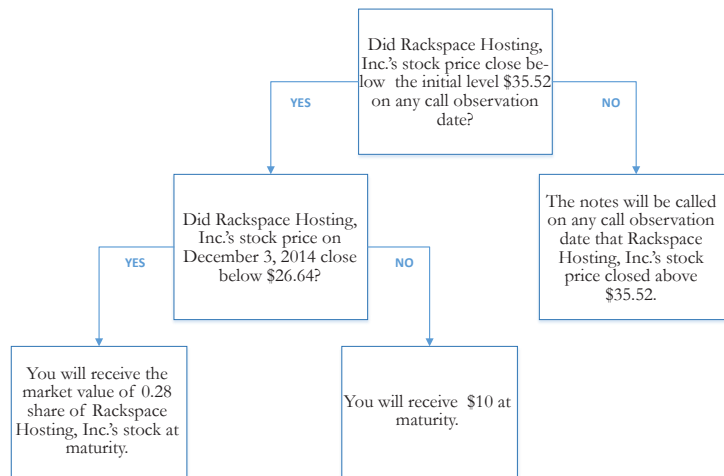 Did Rackspace Hosting,
Inc.'s stock price close be-
low the initial level $35.52
on any call observation
date?
YES
NO
Did Rackspace Hosting,
Inc.'s stock price on
December 3, 2014 close
below $26.64?
The notes will be called
on any call observation
date that Rackspace
Hosting, Inc.'s stock
price closed above
$35.52.
YES
NO
You will receive the
market value of 0.28
share of Rackspace
Hosting, Inc.'s stock at
maturity.
You will receive $10 at
maturity.